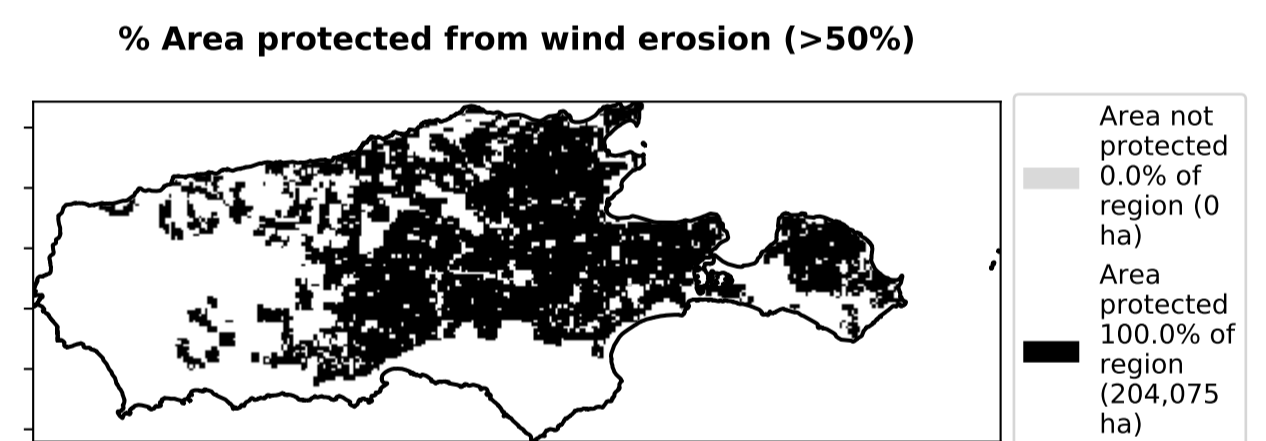 % Area protected from wind erosion (>50%)
Area not
protected
0.0% of
region (0
ha)
Area
protected
100.0% of
region
(204,075
ha)